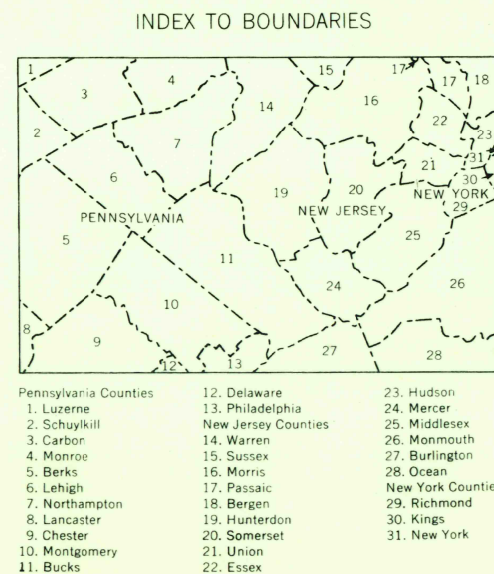 INDEX TO BOUNDARIES
1
3
4
15
17
17
18
14
16
22
2
7
23
6
21
31
30
19
20
NEW YORK
29
PENNSYLVANIA
NEW JERSEY
5
11
25
24
26
10
8
9
12
13
27
28
Pennsylvania Counties
1. Luzerne
2. Schuylkill
3. Carbon
4. Monroe
5. Berks
6. Lehigh
7. Northampton
8. Lancaster
9. Chester
10. Montgomery
11. Bucks
12. Delaware
13. Philadelphia
New Jersey Counties
14. Warren
15. Sussex
16. Morris
17. Passaic
18. Bergen
19. Hunterdon
20. Somerset
21. Union
22. Essex
23. Hudson
24. Mercer
25. Middlesex
26. Monmouth
27. Burlington
28. Ocean
New York Countie
29. Richmond
30. Kings
31. New York